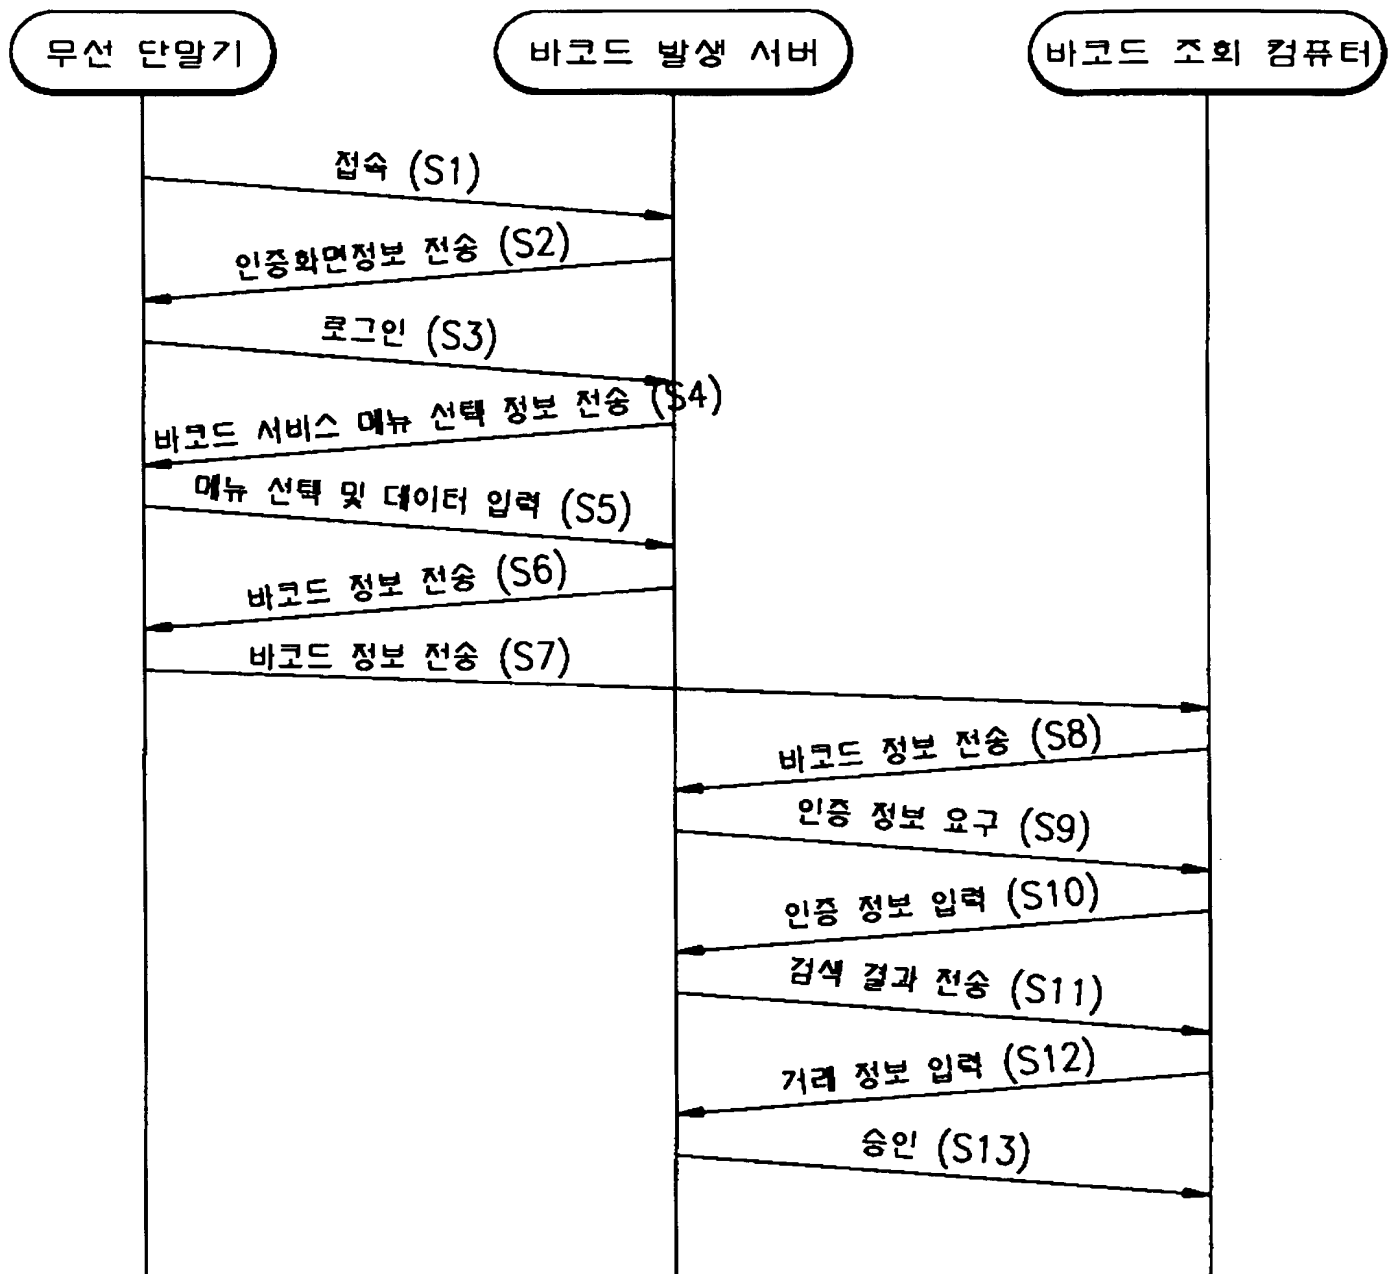 무선 단말기
바코드 발생 서버
바코드 조회 컴퓨터
접속 (S1)
인증화면정보 전송 (S2)
로그인 (S3)
바코드 서비스 메뉴 선택 정보 전송 (S4)
메뉴 선택 및 데이터 입력 (S5)
바코드 정보 전송 (S6)
바코드 정보 전송 (S7)
바코드 정보 전송 (S8)
인증 정보 요구 (S9)
인증 정보 입력 (S10)
검색 결과 전송 (S11)
거래 정보 입력 (S12)
승인 (S13)